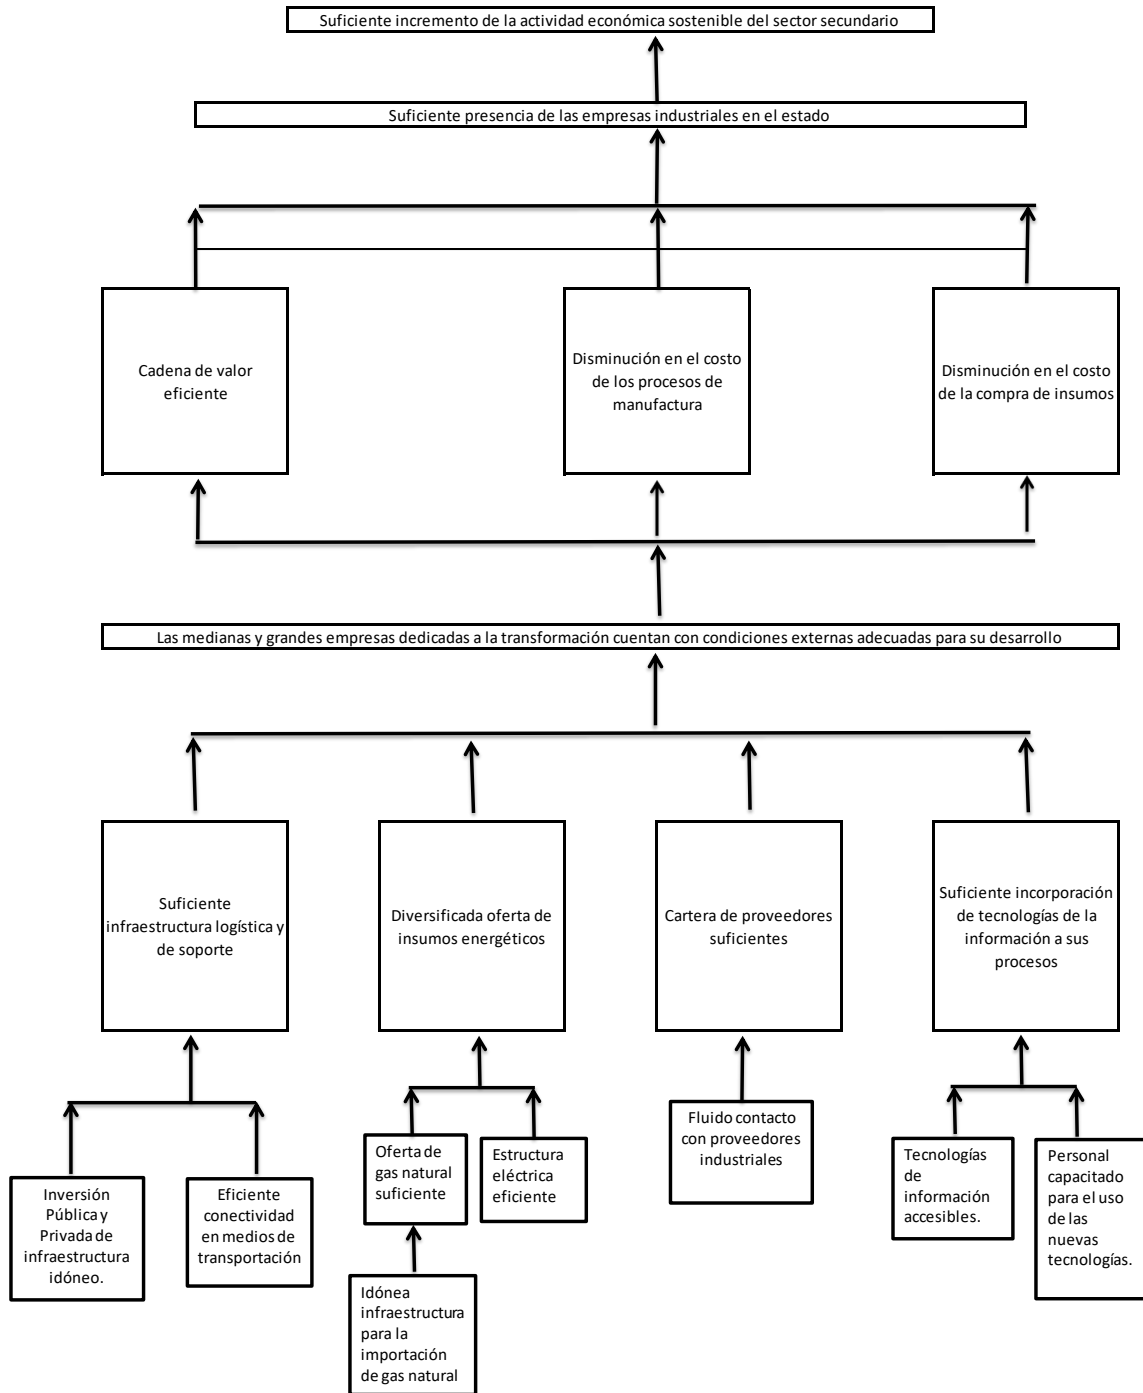 Suficiente incremento de la actividad económica sostenible del sector secundario
Suficiente presencia de las empresas industriales en el estado
Cadena de valor
eficiente
Disminución en el costo
de los procesos de
manufactura
Disminución en el costo
de la compra de insumos
Las medianas y grandes empresas dedicadas a la transformación cuentan con condiciones externas adecuadas para su desarrollo
Suficiente
infraestructura logística y
de soporte
Diversificada oferta de
insumos energéticos
Cartera de proveedores
suficientes
Suficiente incorporación
de tecnologías de la
información a sus
procesos
Inversión
Pública y
Privada de
infraestructura
idóneo.
Eficiente
conectividad
en medios de
transportación
Oferta de
gas natural
suficiente
Estructura
eléctrica
eficiente
Idónea
infraestructura
para la
importación
de gas natural
Fluido contacto
con proveedores
industriales
Tecnologías
de
información
accesibles.
Personal
capacitado
para el uso
de las
nuevas
tecnologías.